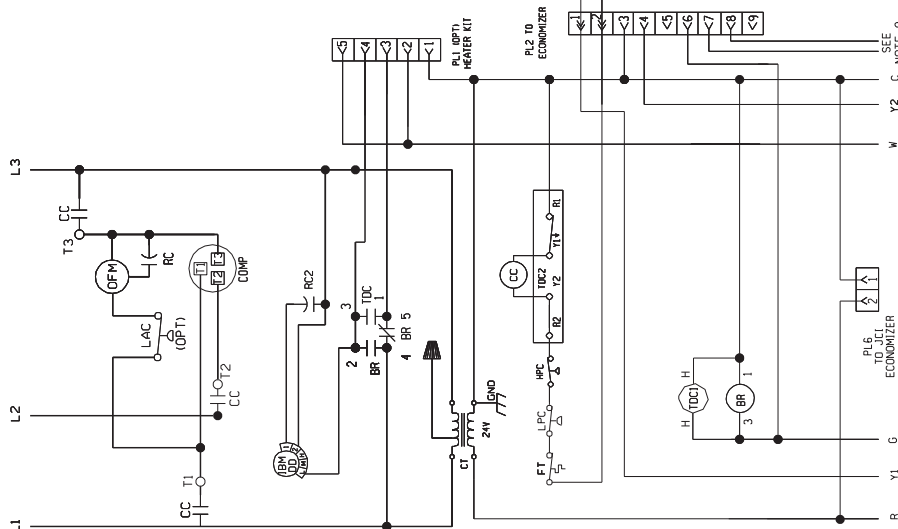 5 4 3 2 1
PL1 (OPT)
HEATER KIT
PL2 TO
ECONOMIZER
1 2 3 4 5 6 7 8 9
SEE
C
Y2
W
L3
CC
T3
OFM
RC
T1
T2 T3
COMP
LAC
(OPT)
T2
CC
L2
T1
CC
L1
RC2
IBM
3
TDC
1
2
BR
BR 5
4
GND
24V
CT
R1
Y1
CC
TDC2
Y2
R2
HPC
LPC
FT
H
TDC1
H
1
BR
3
1
2
PL6
TO JCI
ECONOMIZER
G
Y1
R